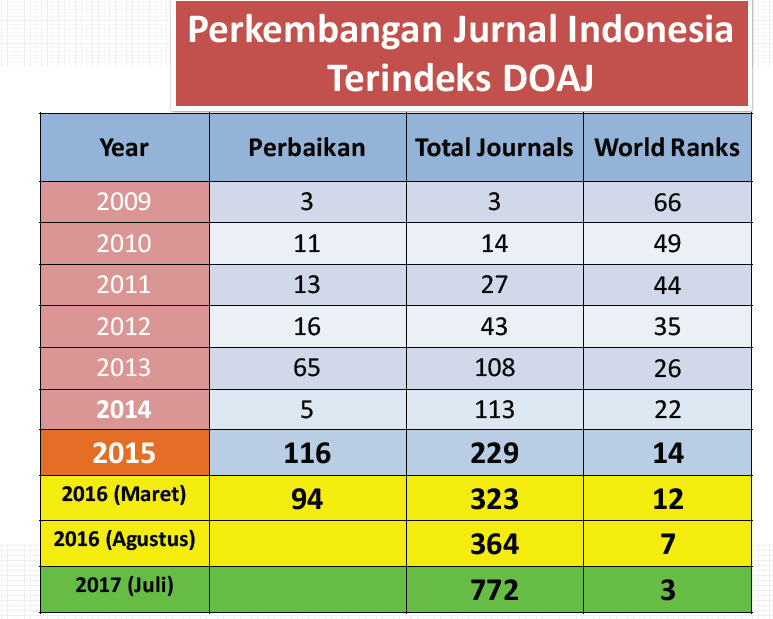 Perkembangan Jurnal Indonesia
Terindeks DOAJ
Year Perbaikan Total Journals World Ranks
2009 3 3 66
2010 11 14 49
2011 13 27 44
2012 16 43 35
2013 65 108 26
2014 5 113 22
2015 116 229 14
2016 (Maret) 94 323 12
2016 (Agustus) 364 7
2017 (Juli) 772 3